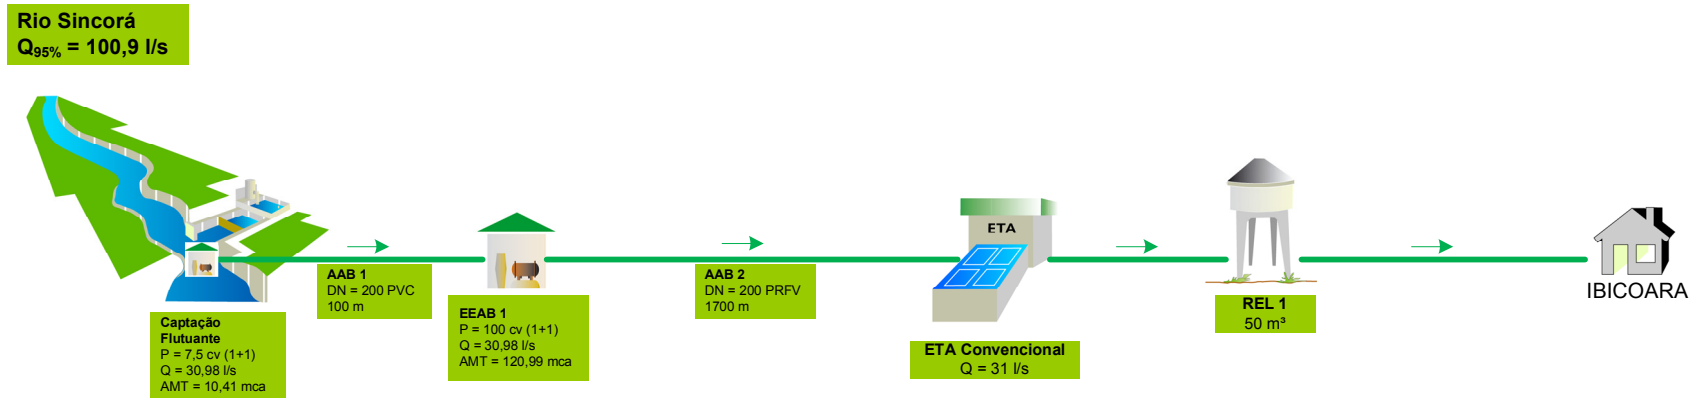 Rio Sincorá
Q95% = 100,9 l/s
ETA
AAB 1
DN = 200 PVC
100 m
AAB 2
DN = 200 PRFV
1700 m
IBICOARA
REL 1
50 m³
EEAB 1
P = 100 cv (1+1)
Q = 30,98 l/s
AMT = 120,99 mca
Captação
Flutuante
P = 7,5 cv (1+1)
Q = 30,98 l/s
AMT = 10,41 mca
ETA Convencional
Q = 31 l/s